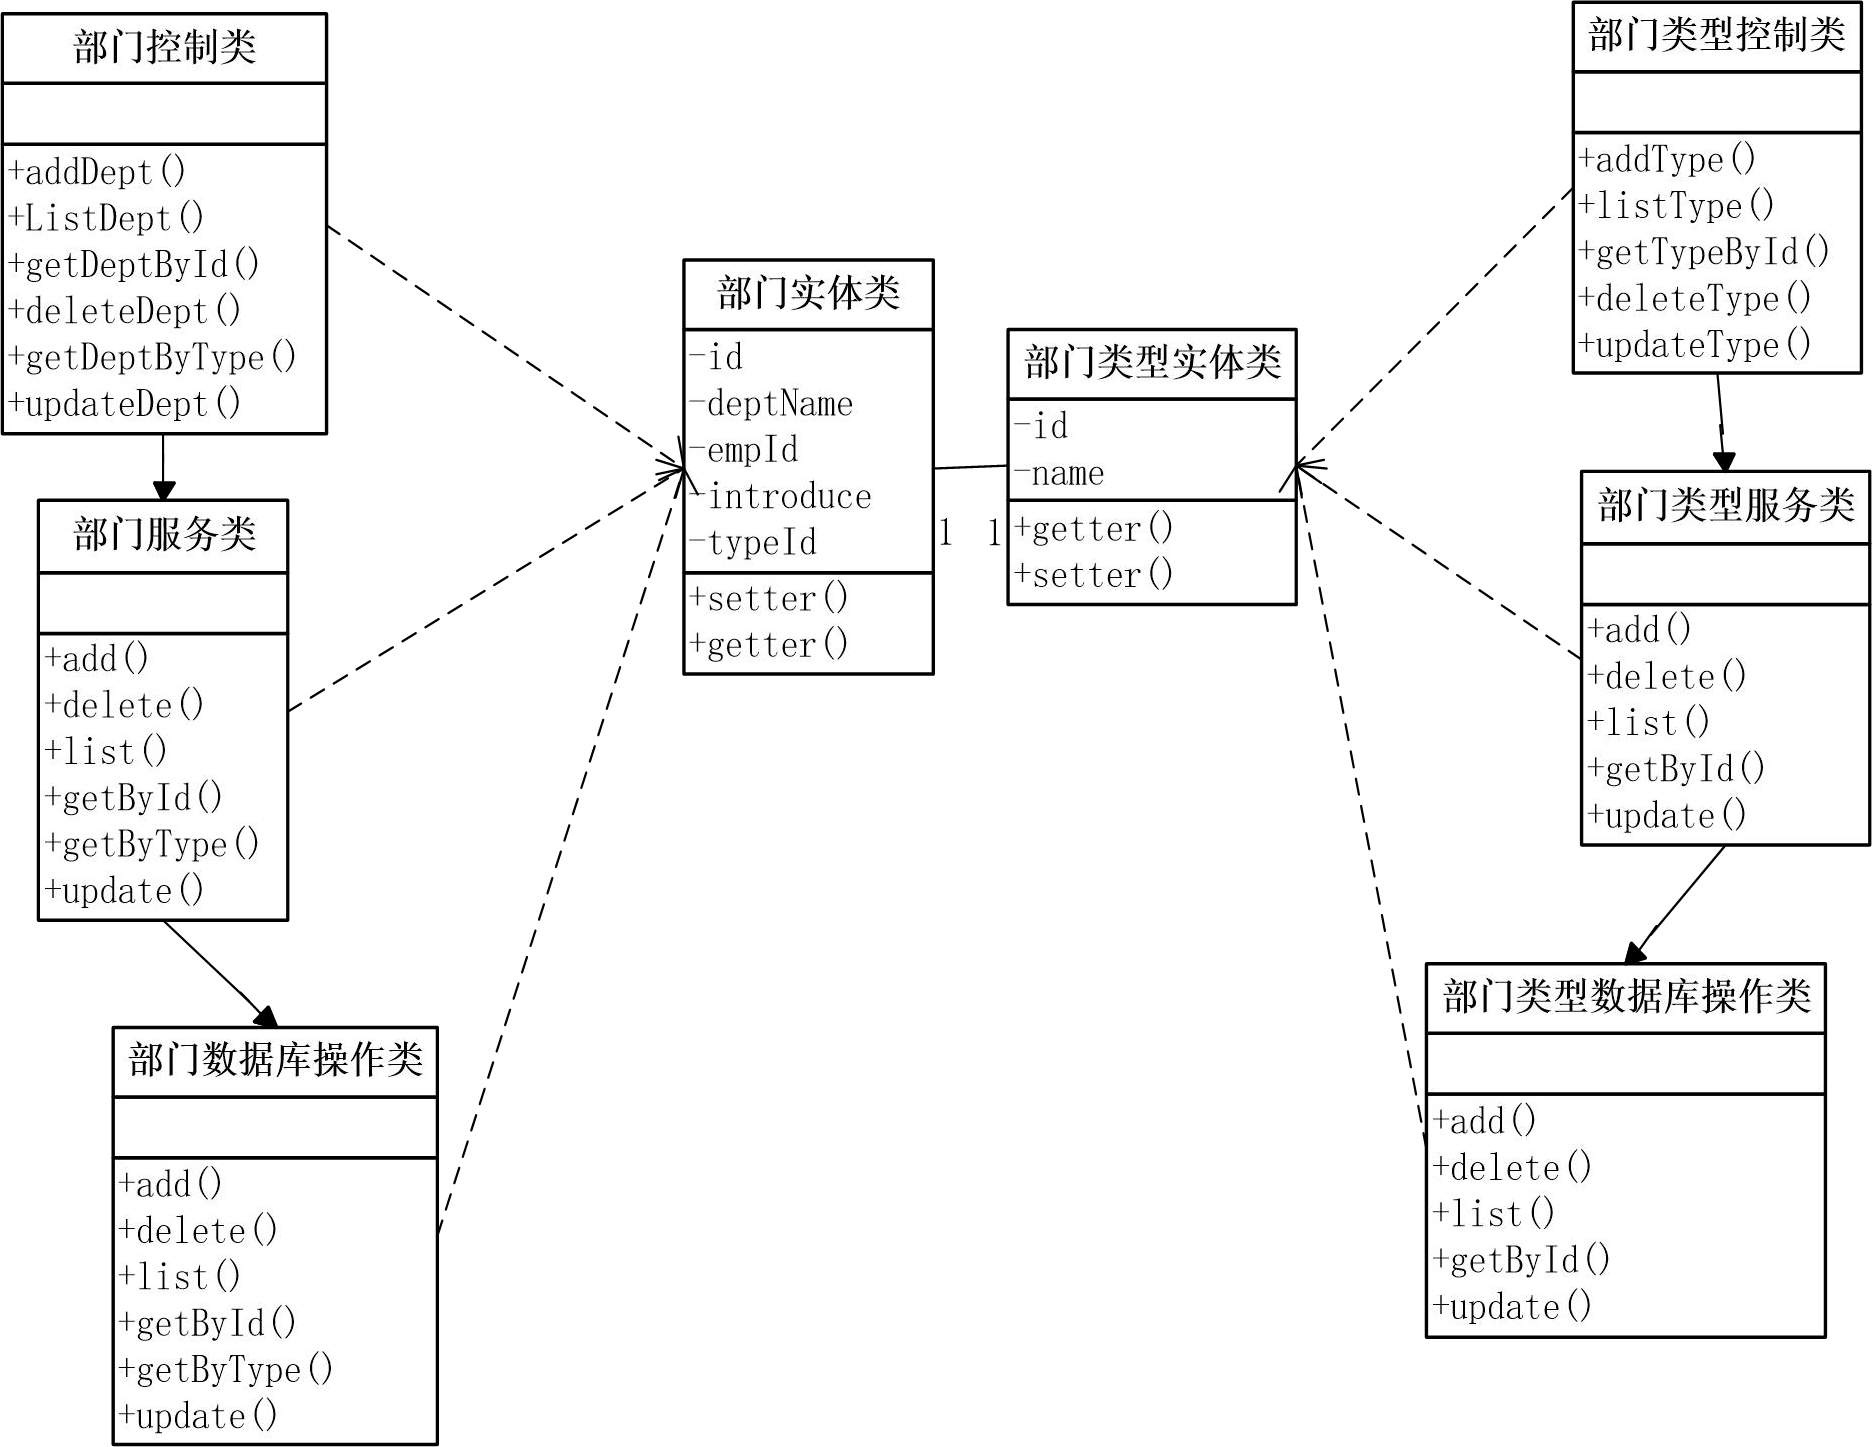 部门控制类
+addDept()
+ListDept()
+getDeptById()
+deleteDept()
+getDeptByType()
+updateDept()
部门服务类
+add()
+delete()
+list()
+getById()
+getByType()
+update()
部门数据库操作类
+add()
+delete()
+list()
+getById()
+getByType()
+update()
部门实体类
-id
-deptName
-empId
-introduce
-typeId
+setter()
+getter()
1 1
部门类型实体类
-id
-name
+getter()
+setter()
部门类型控制类
+addType()
+listType()
+getTypeById()
+deleteType()
+updateType()
部门类型服务类
+add()
+delete()
+list()
+getById()
+update()
部门类型数据库操作类
+add()
+delete()
+list()
+getById()
+update()